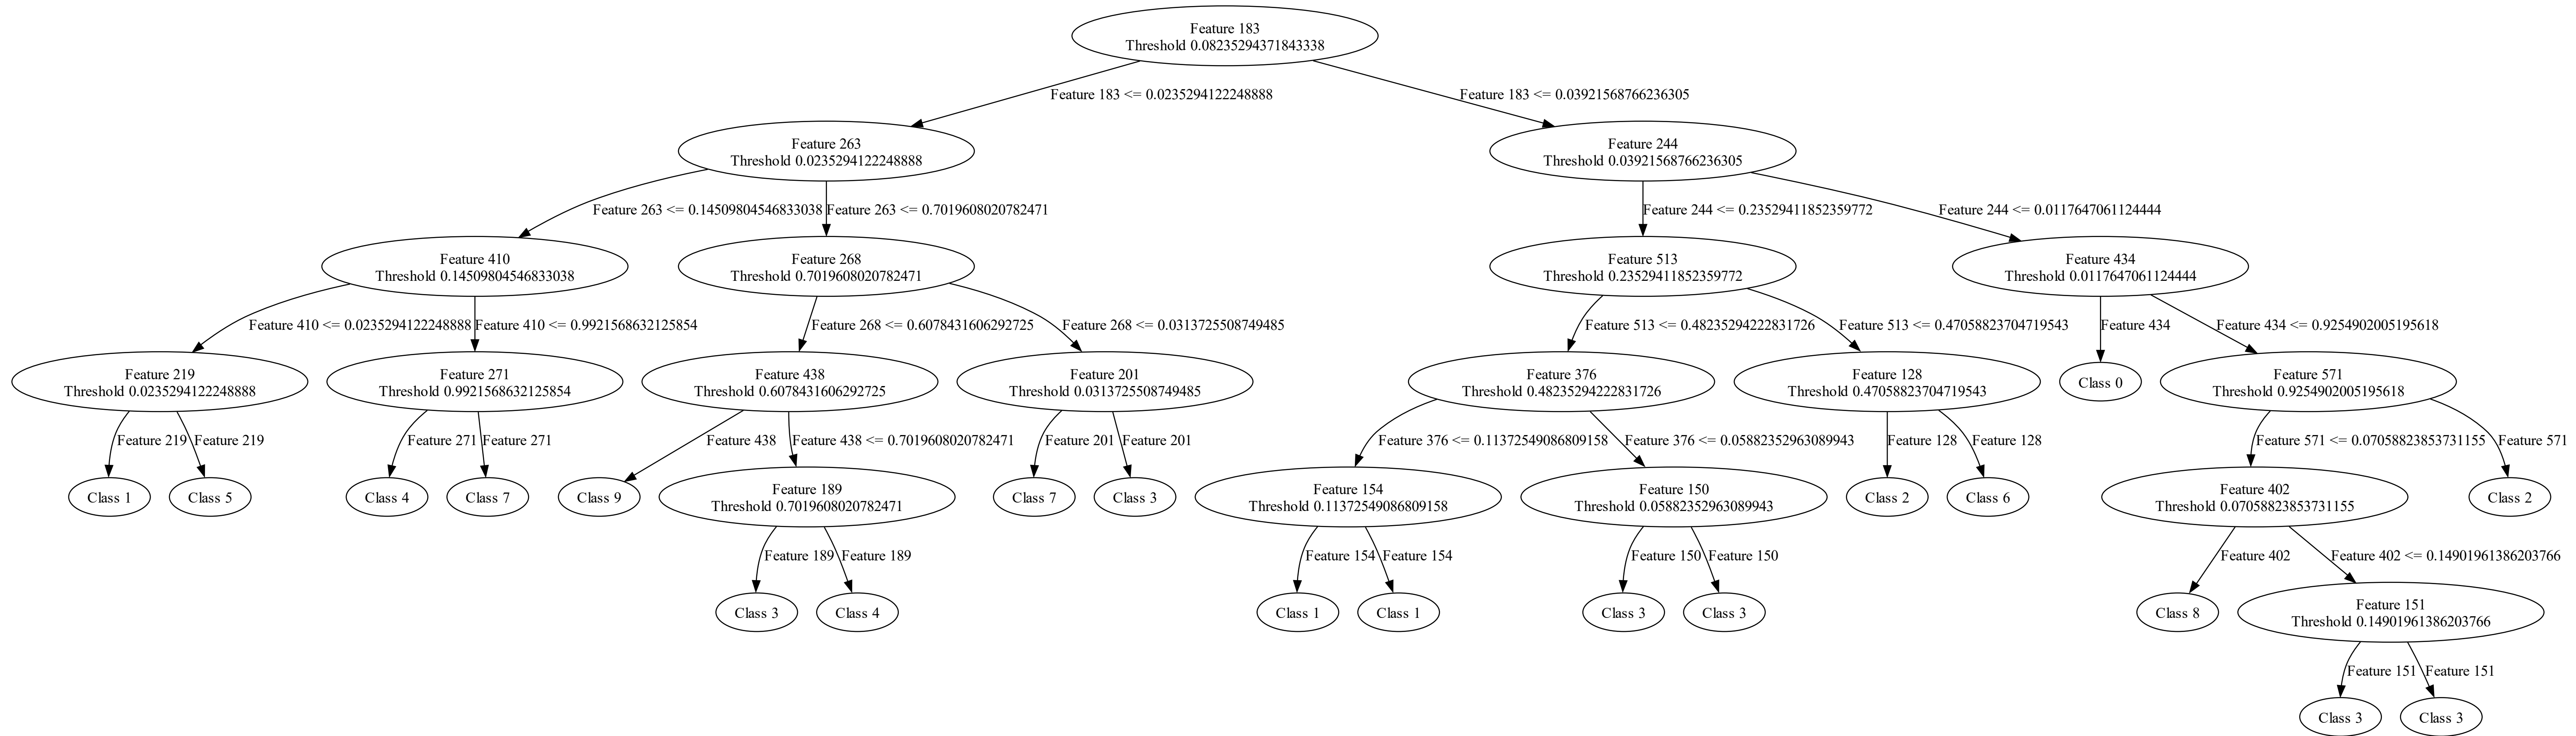 Feature 183
Threshold 0.08235294371843338
Feature 183 <= 0.0235294122248888
Feature 183 <= 0.03921568766236305
Feature 263
Threshold 0.0235294122248888
Feature 244
Threshold 0.03921568766236305
Feature 263 <= 0.14509804546833038
Feature 263 <= 0.7019608020782471
Feature 244 <= 0.23529411852359772
Feature 244 <= 0.0117647061124444
Feature 410
Threshold 0.14509804546833038
Feature 268
Threshold 0.7019608020782471
Feature 513
Threshold 0.23529411852359772
Feature 434
Threshold 0.0117647061124444
Feature 410 <= 0.0235294122248888
Feature 410 <= 0.9921568632125854
Feature 268 <= 0.6078431606292725
Feature 268 <= 0.0313725508749485
Feature 513 <= 0.48235294222831726
Feature 513 <= 0.47058823704719543
Feature 434
Feature 434 <= 0.9254902005195618
Feature 219
Threshold 0.0235294122248888
Feature 271
Threshold 0.9921568632125854
Feature 438
Threshold 0.6078431606292725
Feature 201
Threshold 0.0313725508749485
Feature 376
Threshold 0.48235294222831726
Feature 128
Threshold 0.47058823704719543
Class 0
Feature 571
Threshold 0.9254902005195618
Feature 219
Feature 219
Feature 271
Feature 271
Feature 438
Feature 438 <= 0.7019608020782471
Feature 201
Feature 201
Feature 376 <= 0.11372549086809158
Feature 376 <= 0.05882352963089943
Feature 128
Feature 128
Feature 571 <= 0.07058823853731155
Feature 571
Class 1
Class 5
Class 4
Class 7
Class 9
Feature 189
Threshold 0.7019608020782471
Class 7
Class 3
Feature 154
Threshold 0.11372549086809158
Feature 150
Threshold 0.05882352963089943
Class 2
Class 6
Feature 402
Threshold 0.07058823853731155
Class 2
Feature 189
Feature 189
Feature 154
Feature 154
Feature 150
Feature 150
Feature 402
Feature 402 <= 0.14901961386203766
Class 3
Class 4
Class 1
Class 1
Class 3
Class 3
Class 8
Feature 151
Threshold 0.14901961386203766
Feature 151
Feature 151
Class 3
Class 3